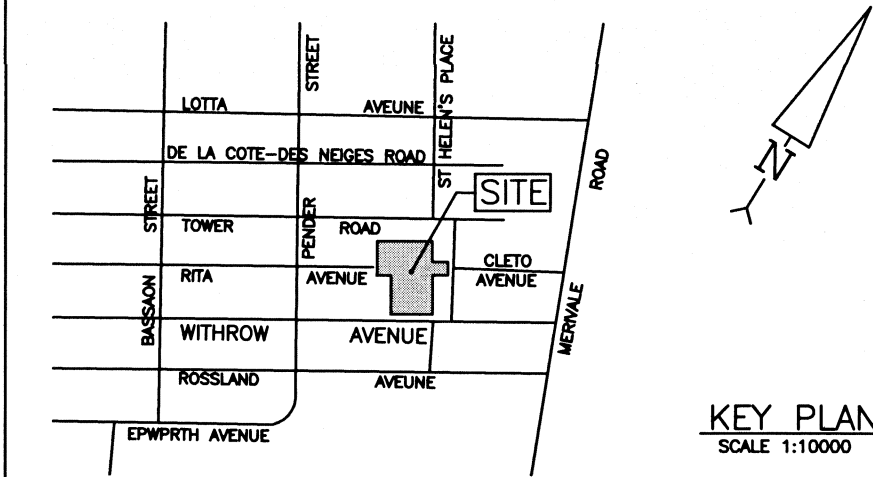 STREET
ST HELEN'S PLACE
LOTTA AVEUNE
DE LA COTE-DES NEIGES ROAD
ROAD
N
SITE
STREET
TOWER ROAD
PENDER
CLETO
AVENUE
RITA AVENUE
BASSAON
MERIVALE
WITHROW AVENUE
ROSSLAND AVEUNE
EPWPRTH AVENUE
KEY PLAN
SCALE 1:10000